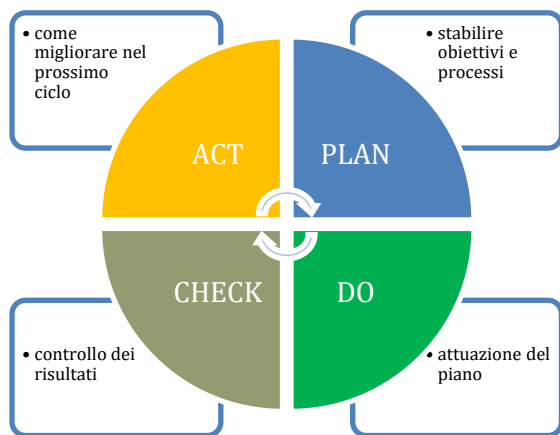 • come
migliorare nel
prossimo
ciclo
• stabilire
obiettivi e
processi
ACT
PLAN
CHECK
DO
• controllo dei
risultati
• attuazione del
piano